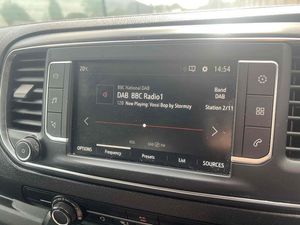 20°c
14:54
BBC National DAB
DAB BBC Radio1
Band
DAB
128 Now Playing: Vossi Bop by Stormzy
Station 2/11
OPTIONS
Frequency
Presets
List
SOURCES